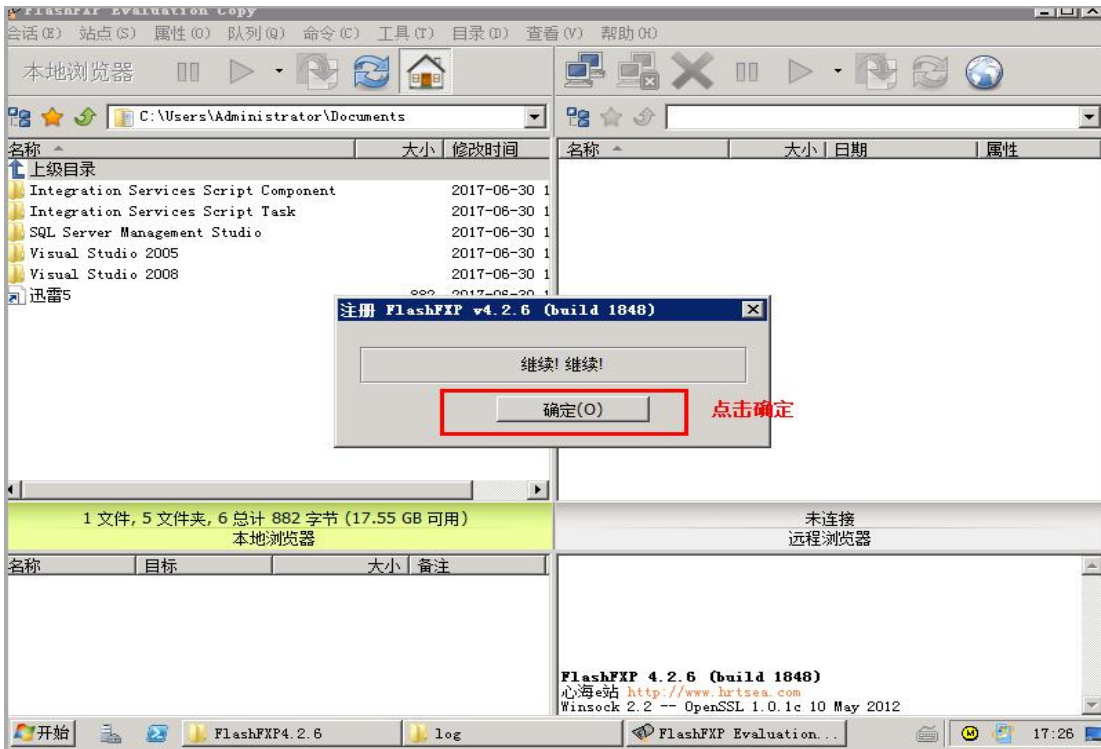 FlashFXP Evaluation Copy
会话(E) 站点(S) 属性(O) 队列(Q) 命令(C) 工具(T) 目录(D) 查看(V) 帮助(H)
本地浏览器
C:\Users\Administrator\Documents
名称 大小 修改时间 名称 大小 日期 属性
上级目录
Integration Services Script Component 2017-06-30 1
Integration Services Script Task 2017-06-30 1
SQL Server Management Studio 2017-06-30 1
Visual Studio 2005 2017-06-30 1
Visual Studio 2008 2017-06-30 1
迅雷5 882 2017-06-30 1
注册 FlashFXP v4.2.6 (build 1848)
继续! 继续!
确定(O) 点击确定
1 文件, 5 文件夹, 6 总计 882 字节 (17.55 GB 可用) 未连接
本地浏览器 远程浏览器
名称 目标 大小 备注
FlashFXP 4.2.6 (build 1848)
心海e站 http://www.hrtsea.com
Winsock 2.2 -- OpenSSL 1.0.1c 10 May 2012
开始 FlashFXP4.2.6 log FlashFXP Evaluation... 17:26